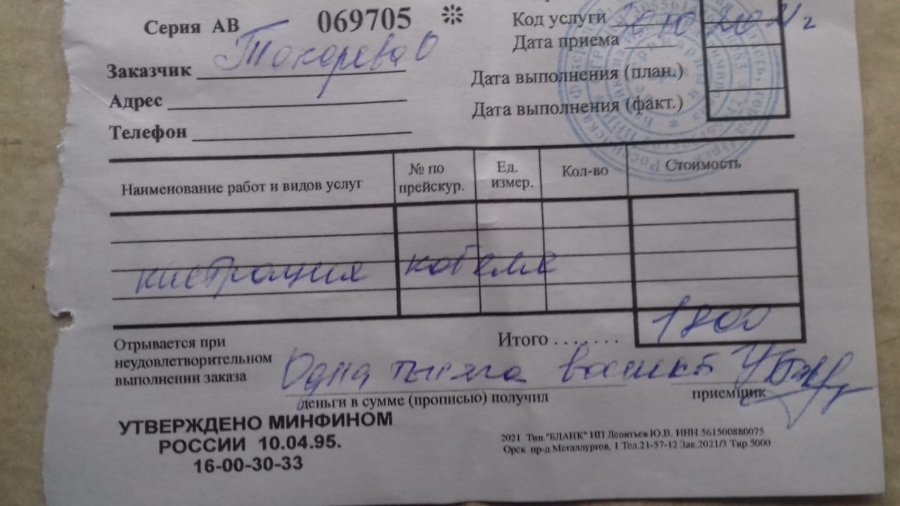 Серия АВ 069705
Код услуги
Дата приема
Заказчик Токарева О
Дата выполнения (план.)
Адрес
Дата выполнения (факт.)
Телефон
Наименование работ и видов услуг № по прейскур. Ед. измер. Кол-во Стоимость
кастрация кобеля
Итого ....... 1800
Отрывается при
неудовлетворительном
выполнении заказа
Одна тысяча восемьсот
деньги в сумме (прописью) получил приемщик
УТВЕРЖДЕНО МИНФИНОМ
РОССИИ 10.04.95.
16-00-30-33
2021 Тип."БЛАНК" ИП Леонтьев Ю.В. ИНН 561500880075
Орск пр-д Металлургов, 1 Тел.21-57-12 Зак.2021/3 Тир.5000